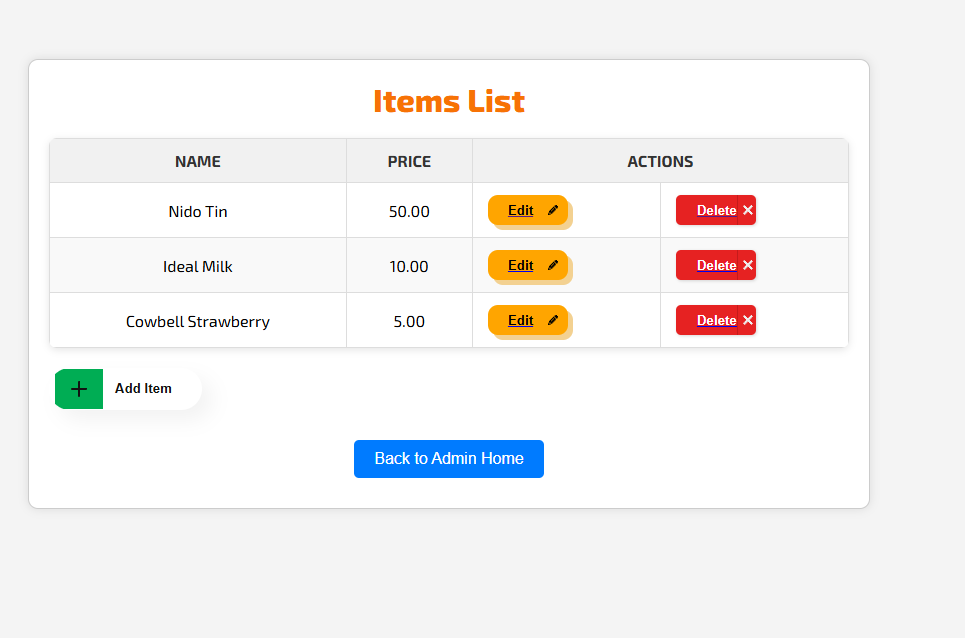 Items List
NAME PRICE ACTIONS
Nido Tin 50.00 Edit Delete
Ideal Milk 10.00 Edit Delete
Cowbell Strawberry 5.00 Edit Delete
Add Item
Back to Admin Home